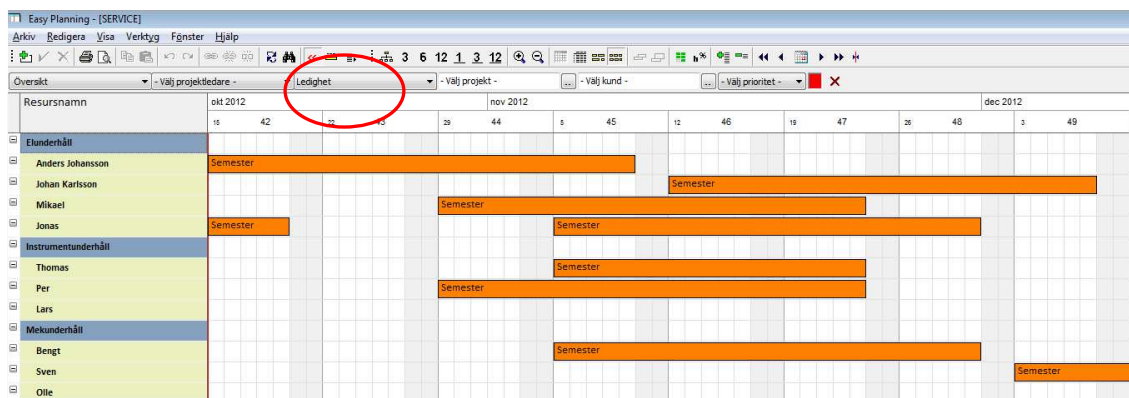 Easy Planning - [SERVICE]
Arkiv Redigera Visa Verktyg Fönster Hjälp
3 6 12 1 3 12
Översikt - Välj projektledare - Ledighet - Välj projekt - .. - Välj kund - .. - Välj prioritet -
Resursnamn okt 2012 nov 2012 dec 2012
15 42 22 43 29 44 5 45 12 46 19 47 26 48 3 49
Elunderhåll
Anders Johansson Semester
Johan Karlsson Semester
Mikael Semester
Jonas Semester Semester
Instrumentunderhåll
Thomas Semester
Per Semester
Lars
Mekunderhåll
Bengt Semester
Sven Semester
Olle